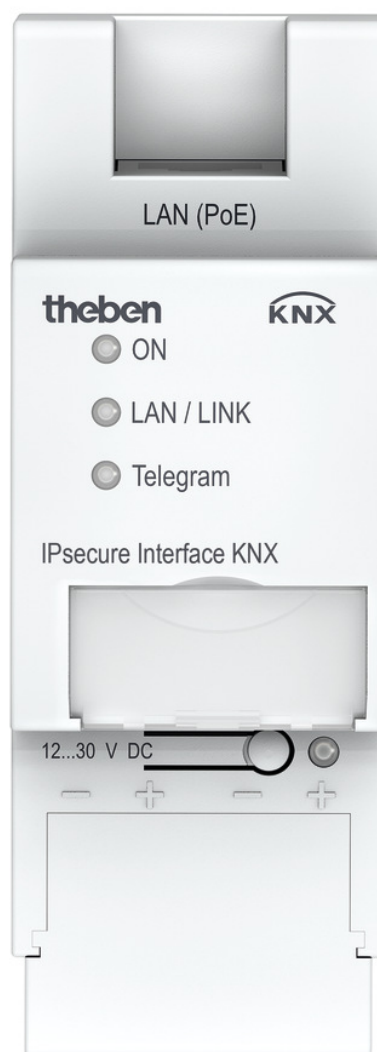 LAN (PoE)
theben KNX
ON
LAN / LINK
Telegram
IPsecure Interface KNX
12...30 V DC
- + - +